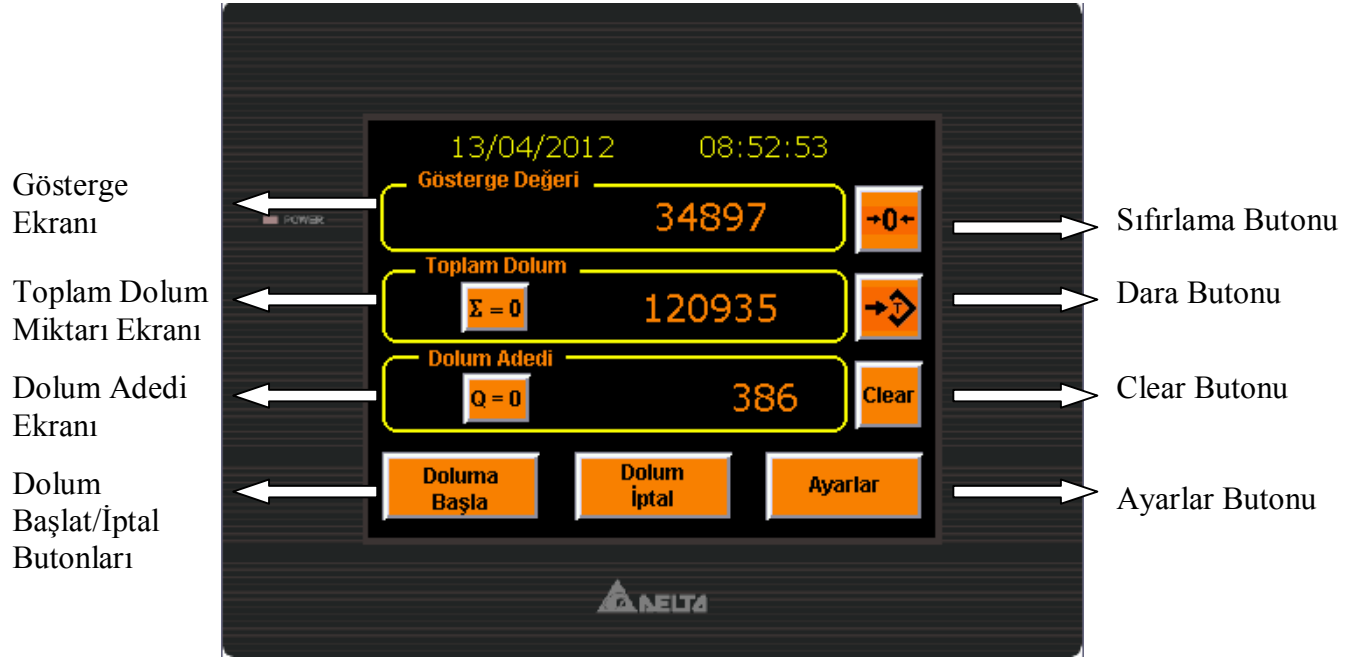 13/04/2012 08:52:53
Gösterge
Ekranı
POWER
Gösterge Değeri
34897
→0←
Sıfırlama Butonu
Toplam Dolum
Miktarı Ekranı
Toplam Dolum
Σ = 0
120935
T
Dara Butonu
Dolum Adedi
Ekranı
Dolum Adedi
Q = 0
386
Clear
Clear Butonu
Dolum
Başlat/İptal
Butonları
Doluma
Başla
Dolum
İptal
Ayarlar
Ayarlar Butonu
DELTA